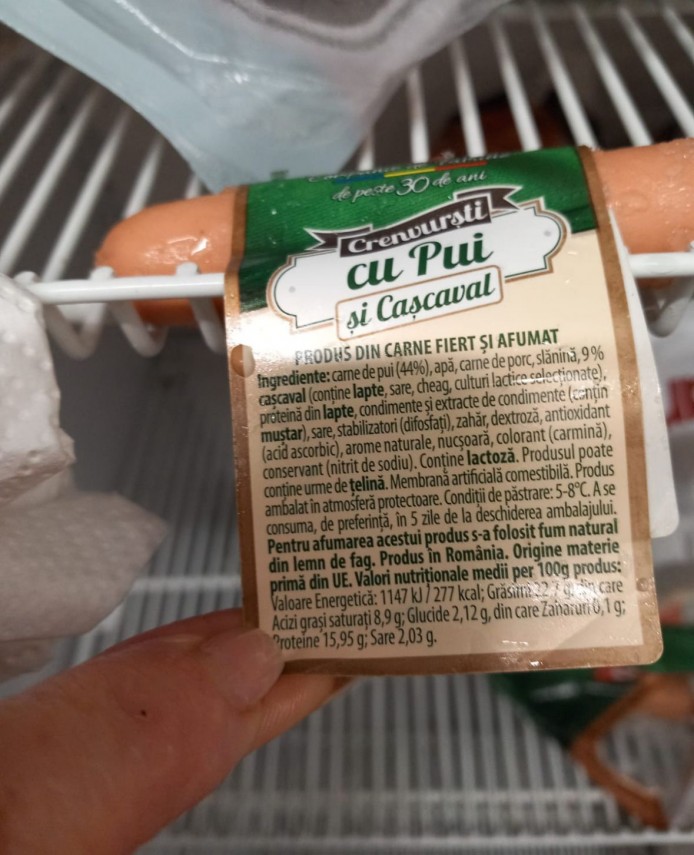 de peste 30 de ani
Crenvurști
cu Pui
și Cașcaval
PRODUS DIN CARNE FIERT ȘI AFUMAT
Ingrediente: carne de pui (44%), apă, carne de porc, slănină, 9%
cașcaval (conține lapte, sare, cheag, culturi lactice selecționate),
proteină din lapte, condimente și extracte de condimente (conțin
muștar), sare, stabilizatori (difosfați), zahăr, dextroză, antioxidant
(acid ascorbic), arome naturale, nucșoară, colorant (carmină),
conservant (nitrit de sodiu). Conține lactoză. Produsul poate
conține urme de țelină. Membrană artificială comestibilă. Produs
ambalat în atmosferă protectoare. Condiții de păstrare: 5-8°C. A se
consuma, de preferință, în 5 zile de la deschiderea ambalajului.
Pentru afumarea acestui produs s-a folosit fum natural
din lemn de fag. Produs în România. Origine materie
primă din UE. Valori nutriționale medii per 100g produs:
Valoare Energetică: 1147 kJ / 277 kcal; Grăsimi 22,7 g, din care
Acizi grași saturați 8,9 g; Glucide 2,12 g, din care Zaharuri 0,1 g;
Proteine 15,95 g; Sare 2,03 g.